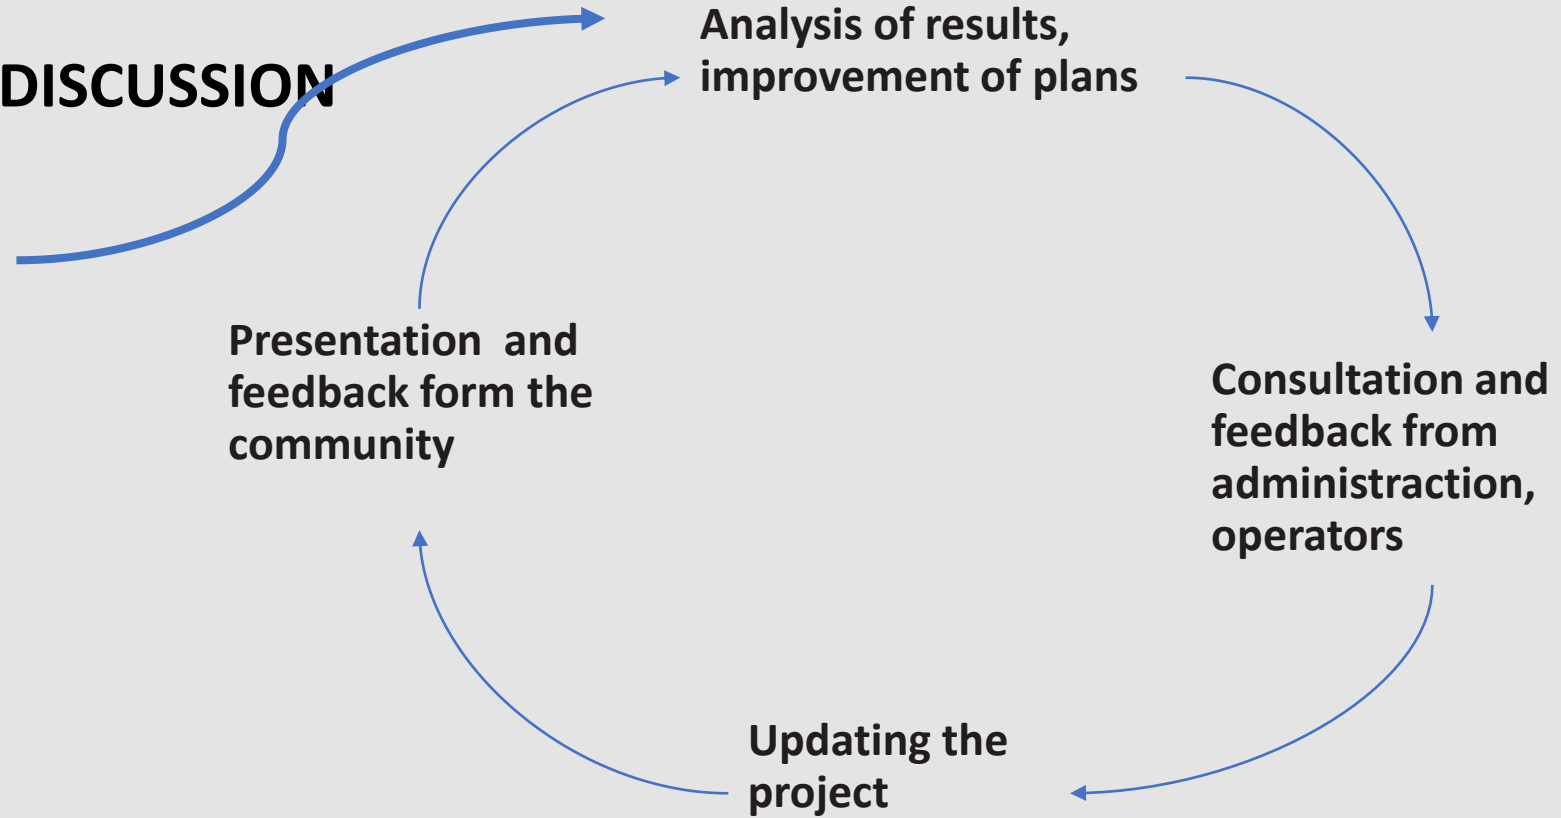 DISCUSSION
Analysis of results,
improvement of plans
Presentation  and
feedback form the
community
Consultation and
feedback from
administraction,
operators
Updating the
project